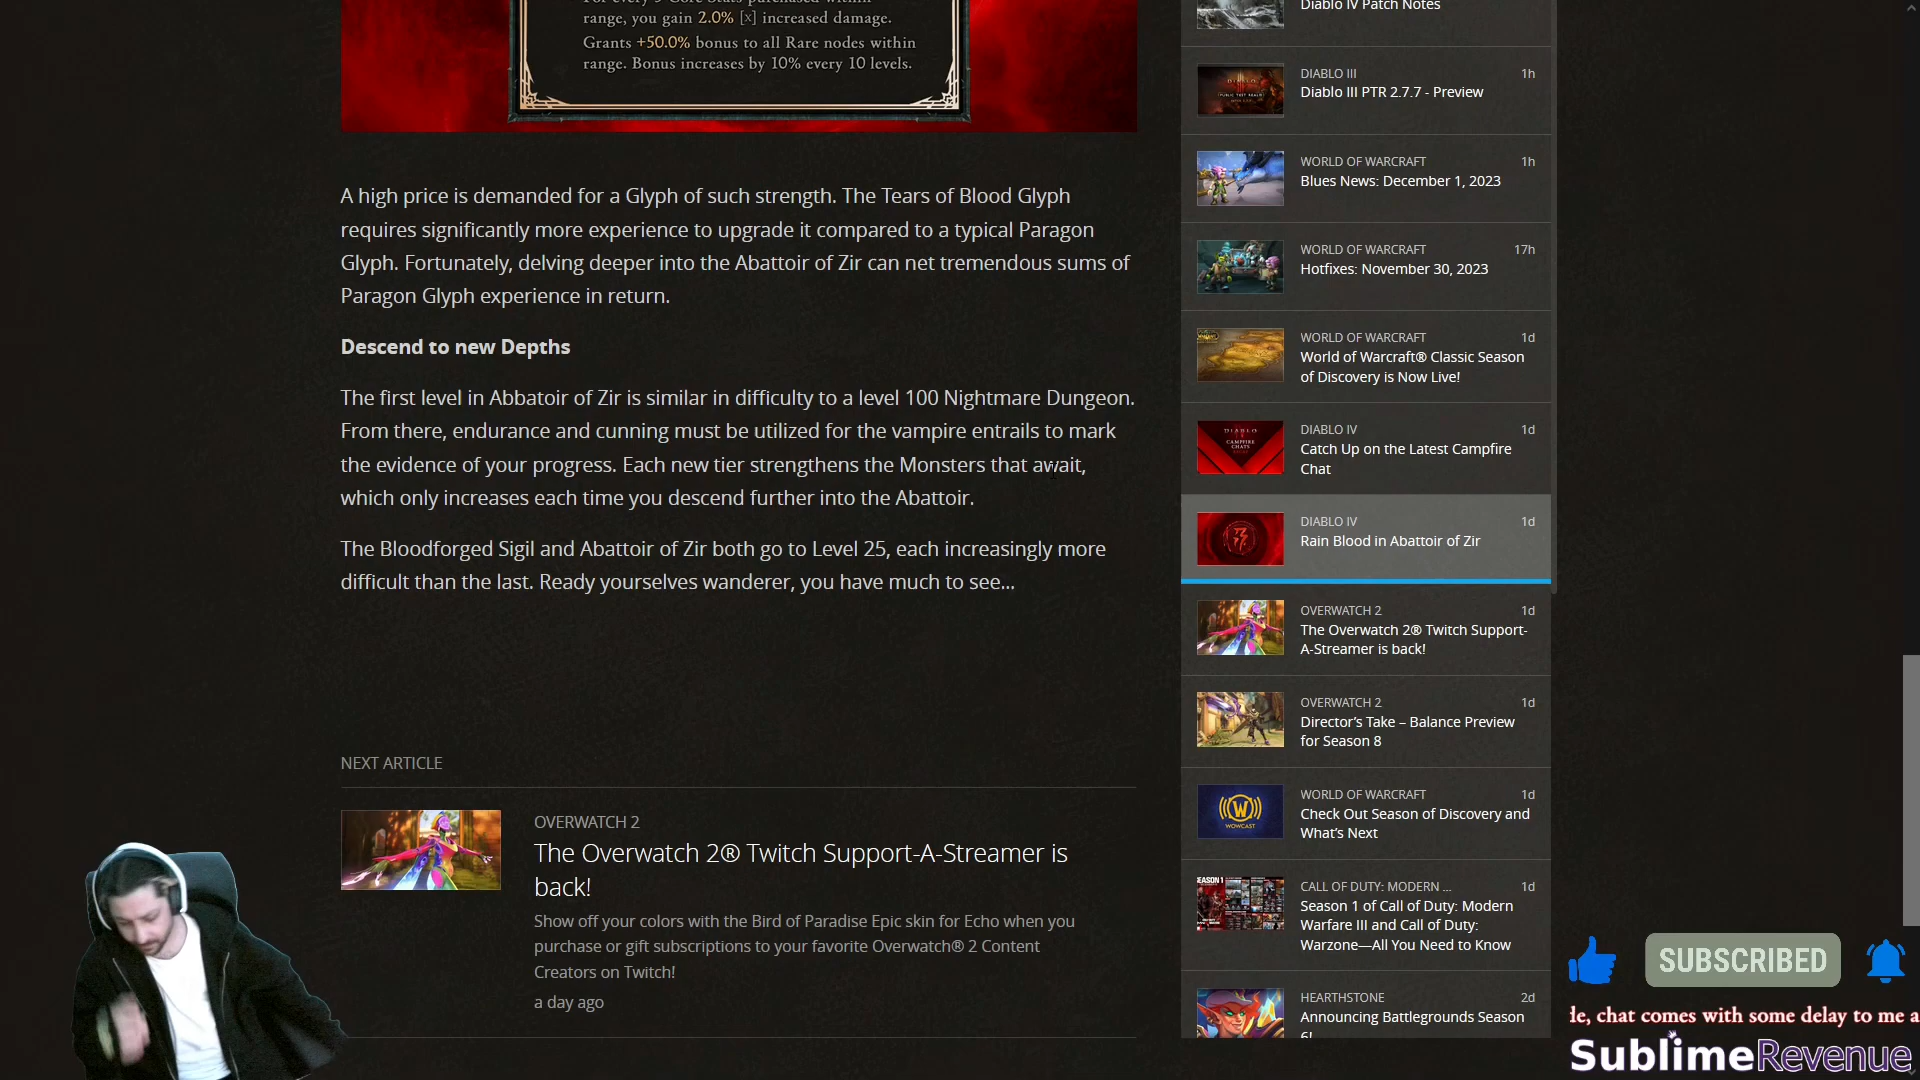 For every 5 Core Stats purchased within
range, you gain 2.0% [x] increased damage.
Grants +50.0% bonus to all Rare nodes within
range. Bonus increases by 10% every 10 levels.
A high price is demanded for a Glyph of such strength. The Tears of Blood Glyph
requires significantly more experience to upgrade it compared to a typical Paragon
Glyph. Fortunately, delving deeper into the Abattoir of Zir can net tremendous sums of
Paragon Glyph experience in return.
Descend to new Depths
The first level in Abbatoir of Zir is similar in difficulty to a level 100 Nightmare Dungeon.
From there, endurance and cunning must be utilized for the vampire entrails to mark
the evidence of your progress. Each new tier strengthens the Monsters that await,
which only increases each time you descend further into the Abattoir.
The Bloodforged Sigil and Abattoir of Zir both go to Level 25, each increasingly more
difficult than the last. Ready yourselves wanderer, you have much to see...
NEXT ARTICLE
OVERWATCH 2
The Overwatch 2® Twitch Support-A-Streamer is
back!
Show off your colors with the Bird of Paradise Epic skin for Echo when you
purchase or gift subscriptions to your favorite Overwatch® 2 Content
Creators on Twitch!
a day ago
Diablo IV Patch Notes
DIABLO III 1h
Diablo III PTR 2.7.7 - Preview
WORLD OF WARCRAFT 1h
Blues News: December 1, 2023
WORLD OF WARCRAFT 17h
Hotfixes: November 30, 2023
WORLD OF WARCRAFT 1d
World of Warcraft® Classic Season
of Discovery is Now Live!
DIABLO IV 1d
Catch Up on the Latest Campfire
Chat
DIABLO IV 1d
Rain Blood in Abattoir of Zir
OVERWATCH 2 1d
The Overwatch 2® Twitch Support-
A-Streamer is back!
OVERWATCH 2 1d
Director's Take – Balance Preview
for Season 8
WORLD OF WARCRAFT 1d
Check Out Season of Discovery and
What's Next
CALL OF DUTY: MODERN ... 1d
Season 1 of Call of Duty: Modern
Warfare III and Call of Duty:
Warzone—All You Need to Know
HEARTHSTONE 2d
Announcing Battlegrounds Season
6!
SUBSCRIBED
le, chat comes with some delay to me a
SublimeRevenue